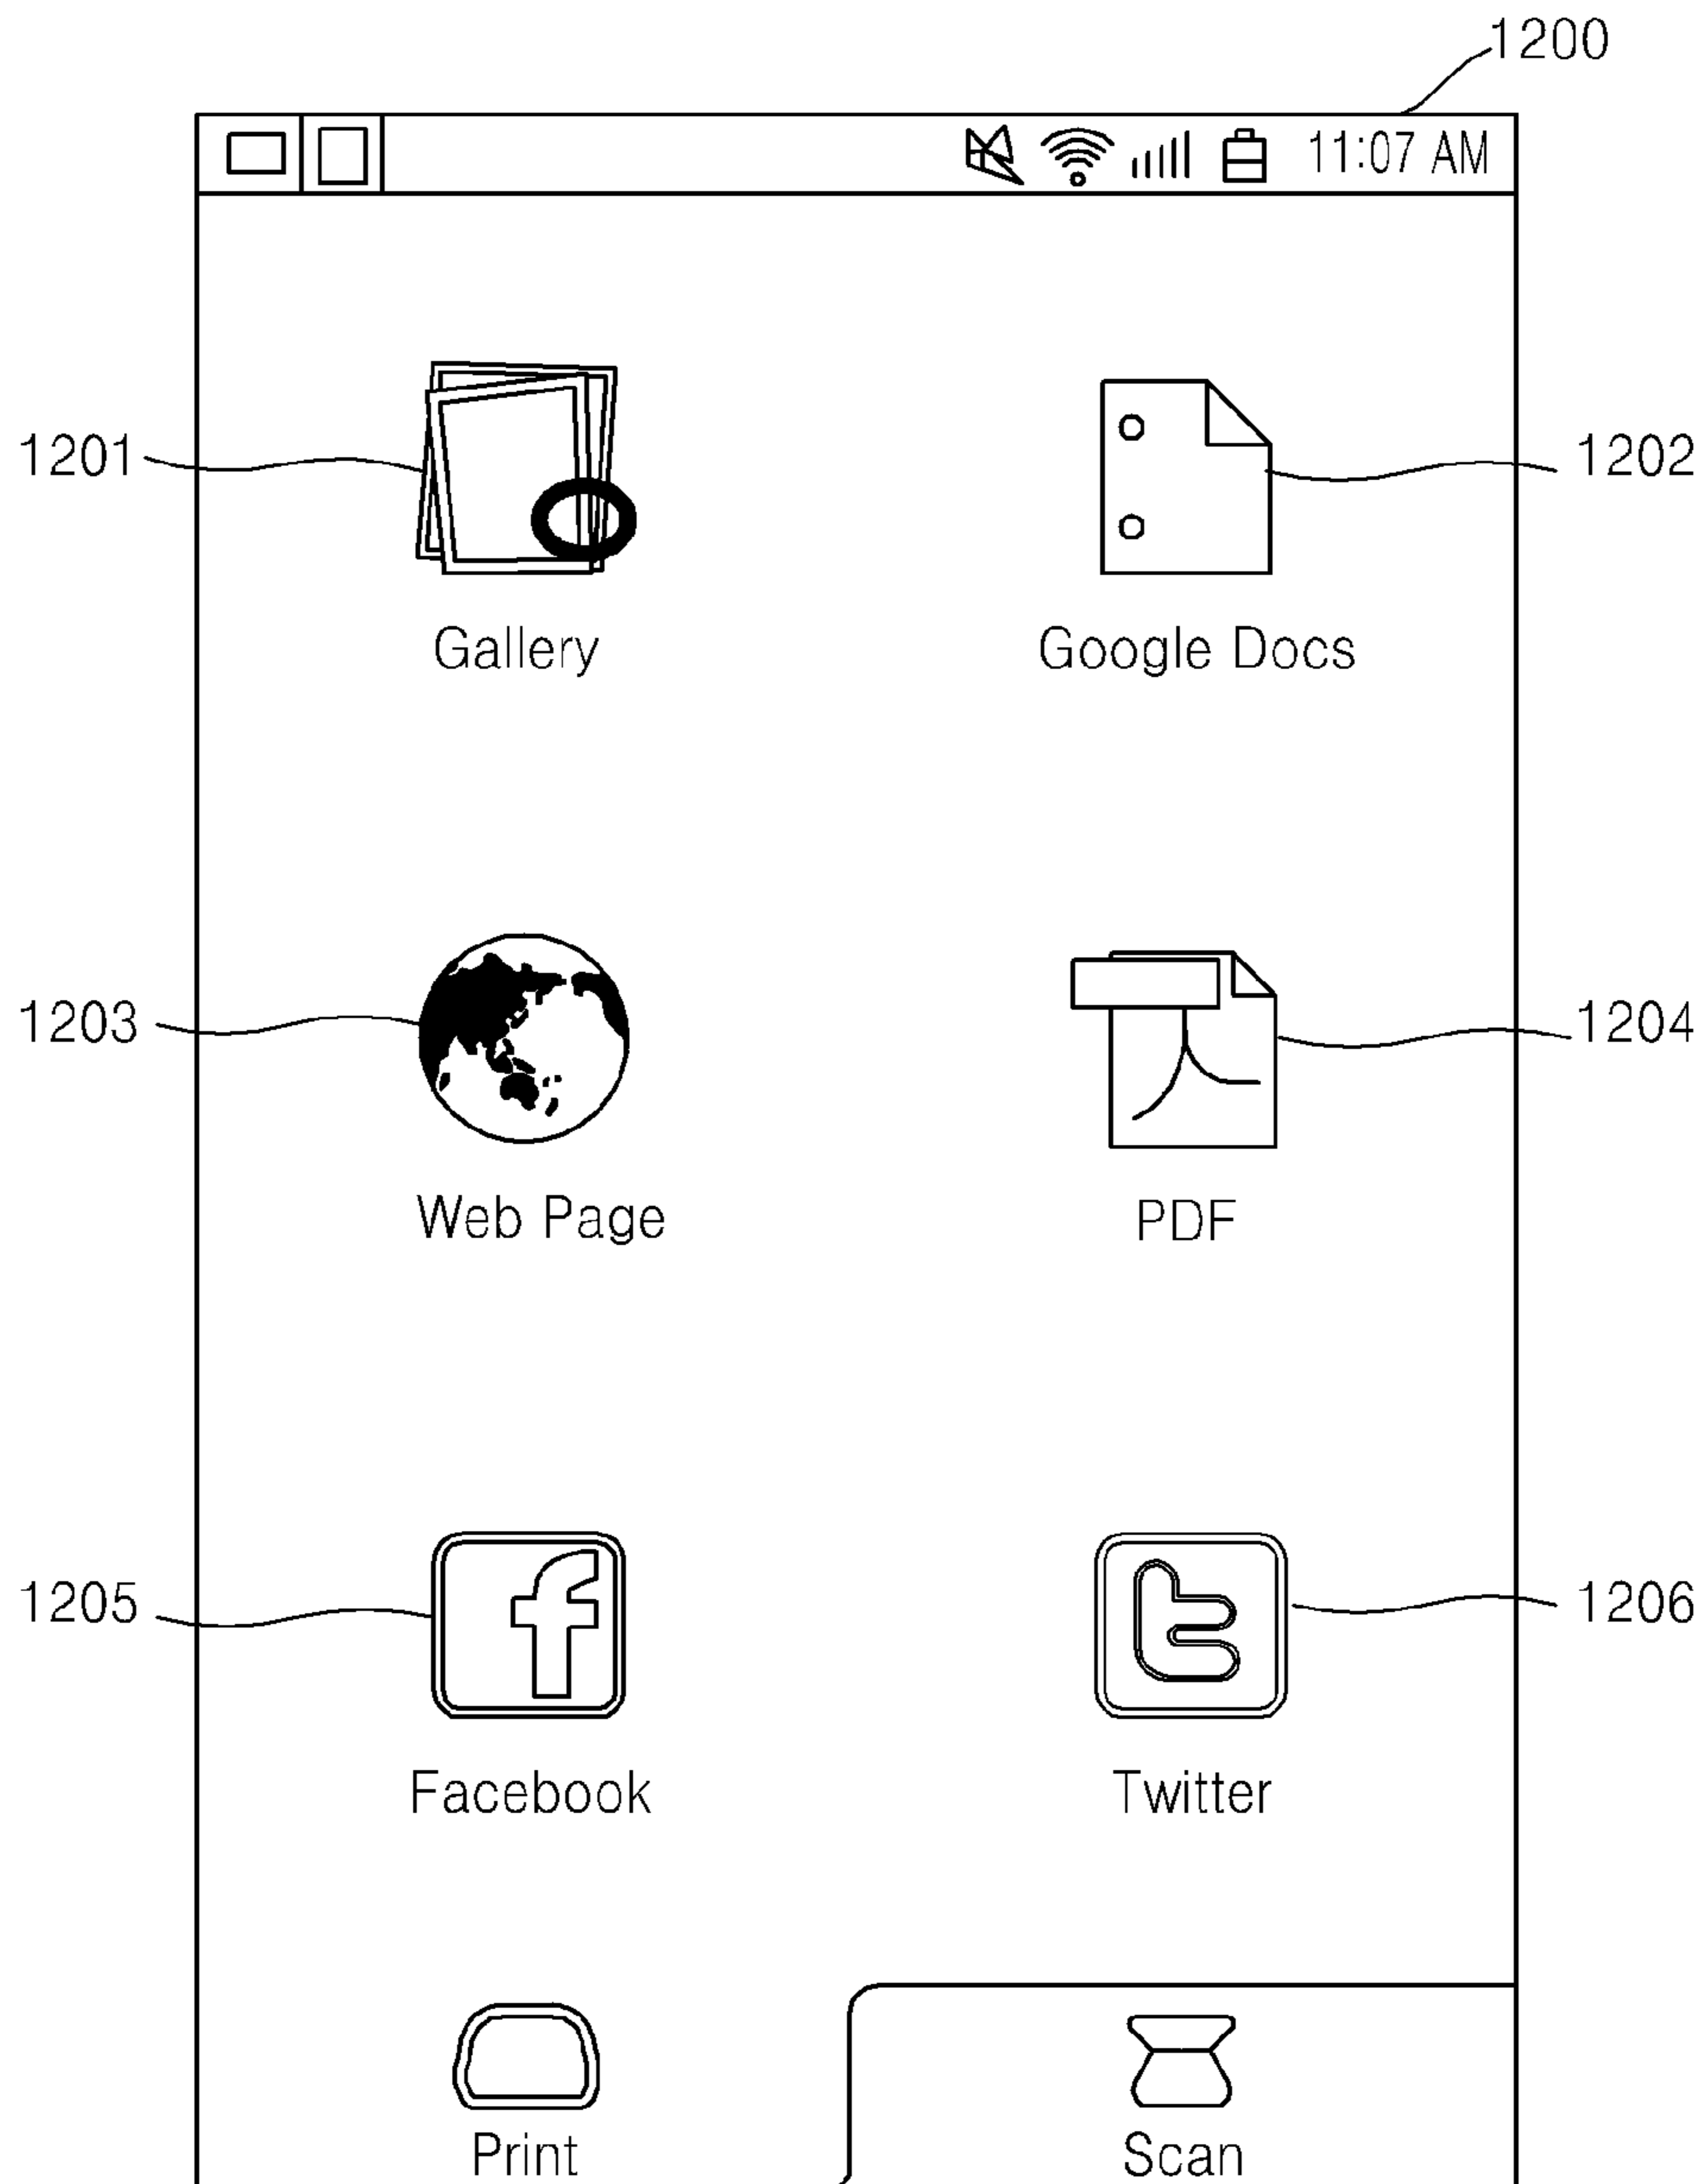 1200
11:07 AM
1201
1202
Gallery
Google Docs
1203
1204
Web Page
PDF
1205
1206
Facebook
Twitter
Print
Scan